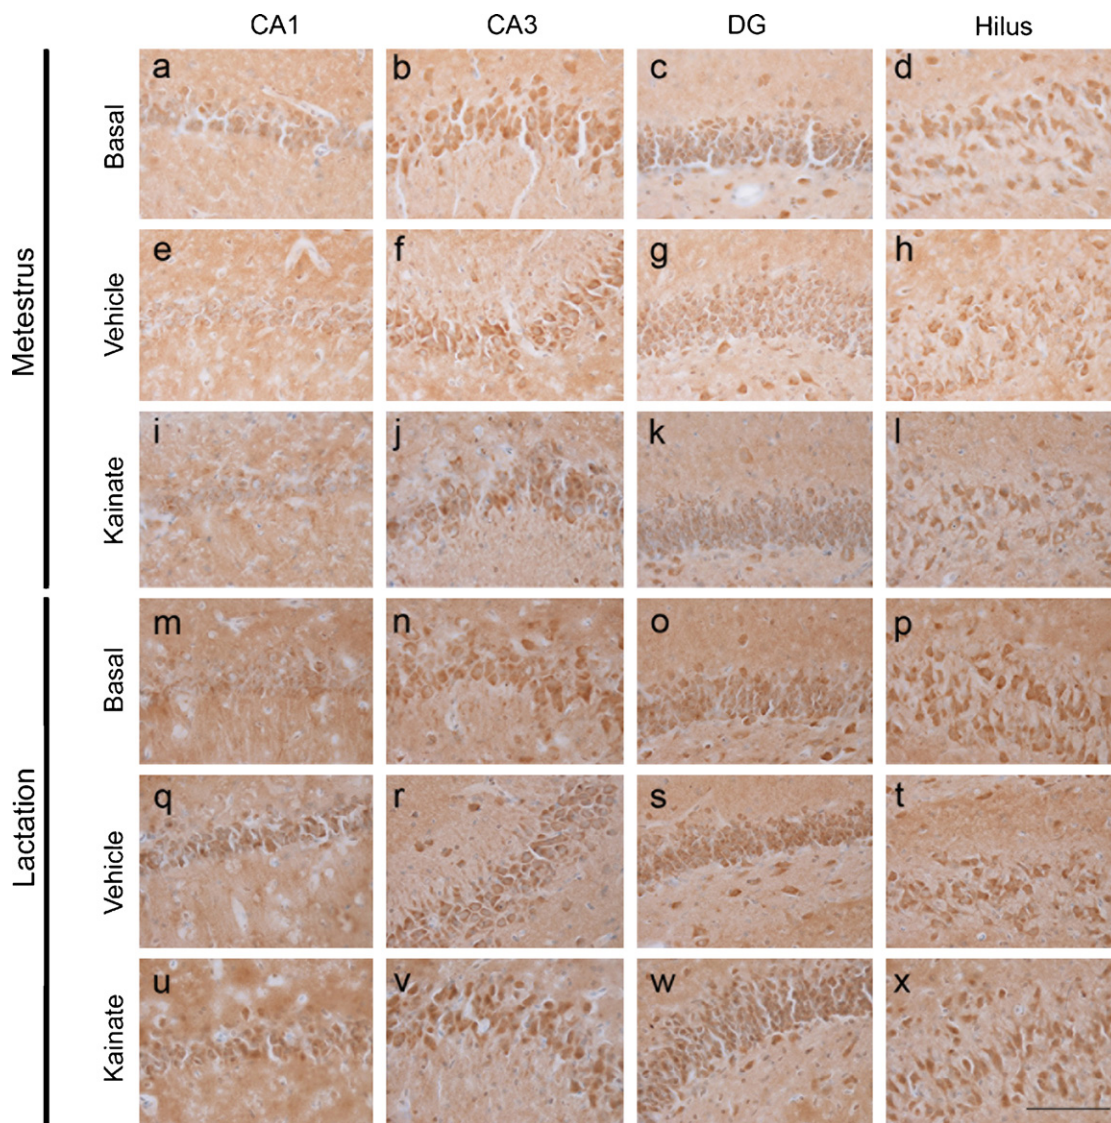 CA1 CA3 DG Hilus
Metestrus
Basal
a b c d
Vehicle
e f g h
Kainate
i j k l
Lactation
Basal
m n o p
Vehicle
q r s t
Kainate
u v w x